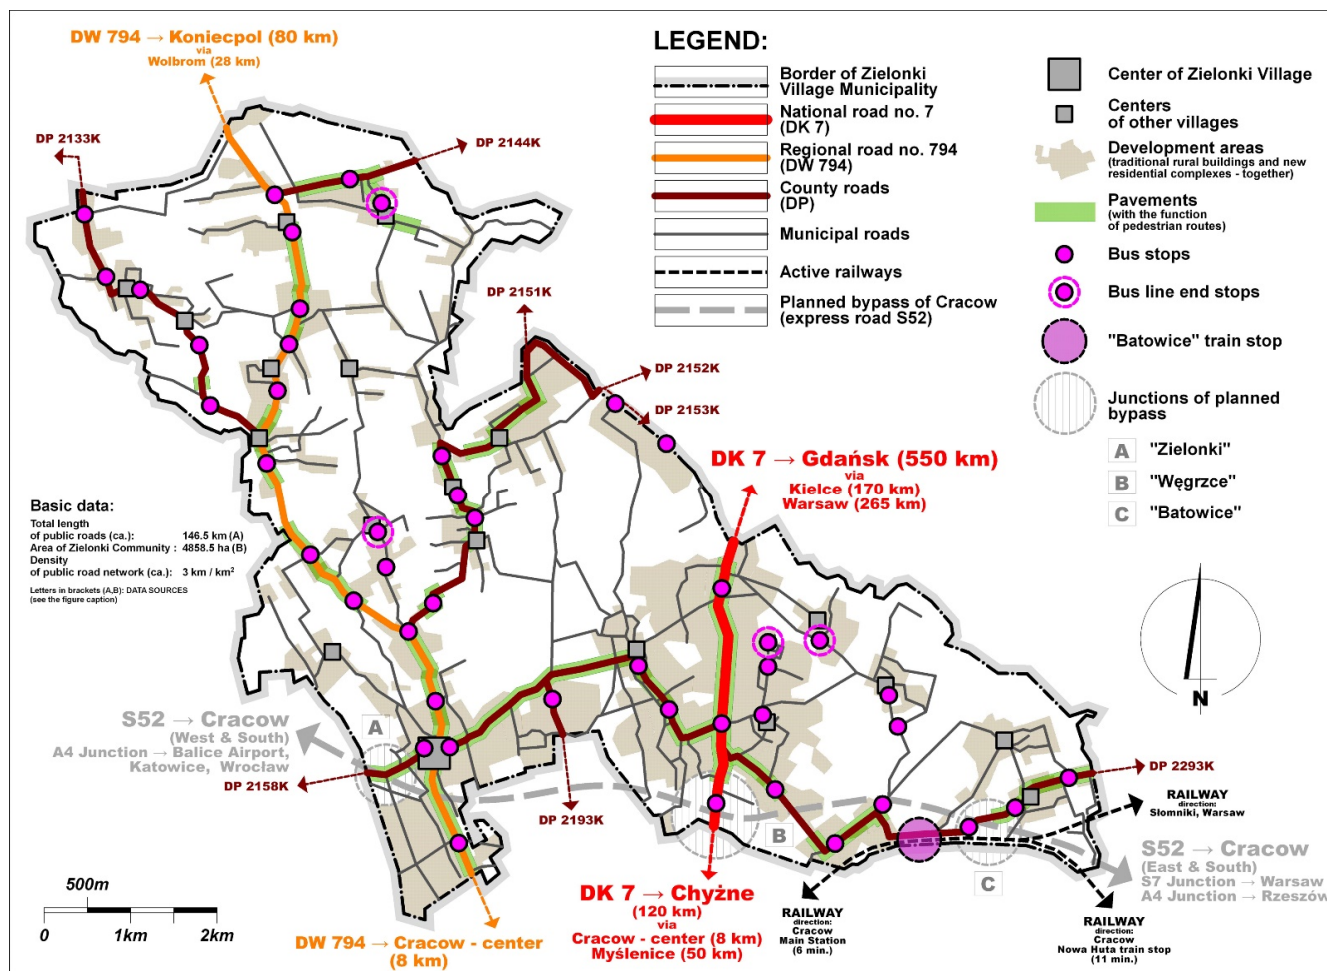 DW 794 → Koniecpol (80 km)
via
Wolbrom (28 km)
DP 2133K
DP 2144K
DP 2151K
DP 2152K
DP 2153K
LEGEND:
Border of Zielonki
Village Municipality
National road no. 7
(DK 7)
Regional road no. 794
(DW 794)
County roads
(DP)
Municipal roads
Active railways
Planned bypass of Cracow
(express road S52)
Center of Zielonki Village
Centers
of other villages
Development areas
(traditional rural buildings and new
residential complexes - together)
Pavements
(with the function
of pedestrian routes)
Bus stops
Bus line end stops
"Batowice" train stop
Junctions of planned
bypass
A "Zielonki"
B "Węgrzce"
C "Batowice"
DK 7 → Gdańsk (550 km)
via
Kielce (170 km)
Warsaw (265 km)
Basic data:
Total length
of public roads (ca.): 146.5 km (A)
Area of Zielonki Community : 4858.5 ha (B)
Density
of public road network (ca.): 3 km / km²
Letters in brackets (A,B): DATA SOURCES
(see the figure caption)
N
S52 → Cracow
(West & South)
A4 Junction → Balice Airport,
Katowice, Wrocław
A
DP 2158K
DP 2193K
B
C
DP 2293K
RAILWAY
direction:
Słomniki, Warsaw
S52 → Cracow
(East & South)
S7 Junction → Warsaw
A4 Junction → Rzeszów
500m
0 1km 2km
DW 794 → Cracow - center
(8 km)
DK 7 → Chyżne
(120 km)
via
Cracow - center (8 km)
Myślenice (50 km)
RAILWAY
direction:
Cracow
Main Station
(6 min.)
RAILWAY
direction:
Cracow
Nowa Huta train stop
(11 min.)